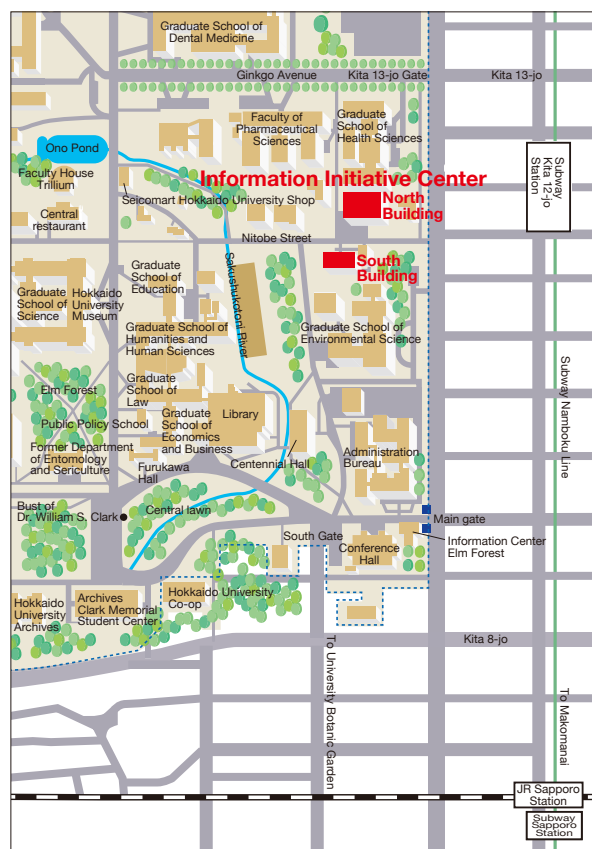 Graduate School of
Dental Medicine
Ginkgo Avenue
Kita 13-jo Gate
Kita 13-jo
Faculty of
Pharmaceutical
Sciences
Graduate
School of
Health Sciences
Ono Pond
Subway
Kita 12-jo
Station
Faculty House
Trillium
Information Initiative Center
Seicomart Hokkaido University Shop
North
Building
Central
restaurant
Nitobe Street
South
Building
Sakushukotoni River
Graduate
School of
Education
Graduate
School of
Science
Hokkaido
University
Museum
Graduate School of
Humanities and
Human Sciences
Graduate School of
Environmental Science
Subway Namboku Line
Elm Forest
Graduate
School of
Law
Public Policy School
Graduate
School of
Economics
and Business
Library
Former Department
of Entomology
and Sericulture
Furukawa
Hall
Centennial Hall
Administration
Bureau
Bust of
Dr. William S. Clark
Central lawn
Main gate
South Gate
Conference
Hall
Information Center
Elm Forest
Hokkaido
University
Archives
Archives
Clark Memorial
Student Center
Hokkaido University
Co-op
Kita 8-jo
To University Botanic Garden
To Makomanai
JR Sapporo
Station
Subway
Sapporo
Station